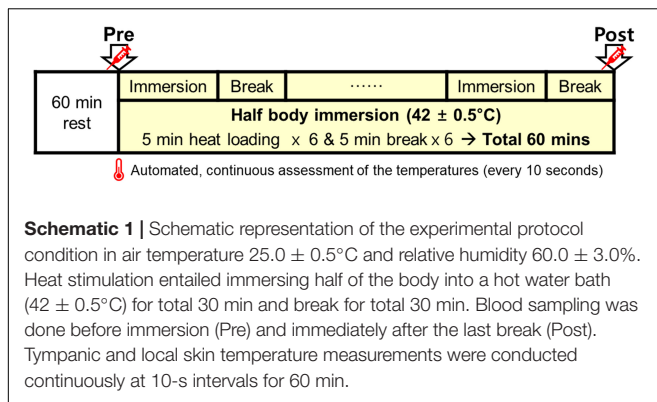 Pre Post
60 min rest
Immersion Break ...... Immersion Break
Half body immersion (42 ± 0.5°C)
5 min heat loading x 6 & 5 min break x 6 → Total 60 mins
Automated, continuous assessment of the temperatures (every 10 seconds)
Schematic 1 | Schematic representation of the experimental protocol
condition in air temperature 25.0 ± 0.5°C and relative humidity 60.0 ± 3.0%.
Heat stimulation entailed immersing half of the body into a hot water bath
(42 ± 0.5°C) for total 30 min and break for total 30 min. Blood sampling was
done before immersion (Pre) and immediately after the last break (Post).
Tympanic and local skin temperature measurements were conducted
continuously at 10-s intervals for 60 min.